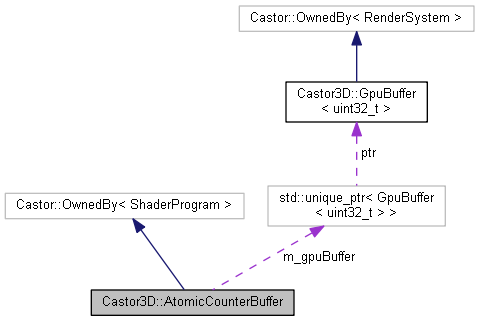 Castor::OwnedBy< RenderSystem >
Castor3D::GpuBuffer
< uint32_t >
ptr
std::unique_ptr< GpuBuffer
< uint32_t > >
Castor::OwnedBy< ShaderProgram >
m_gpuBuffer
Castor3D::AtomicCounterBuffer